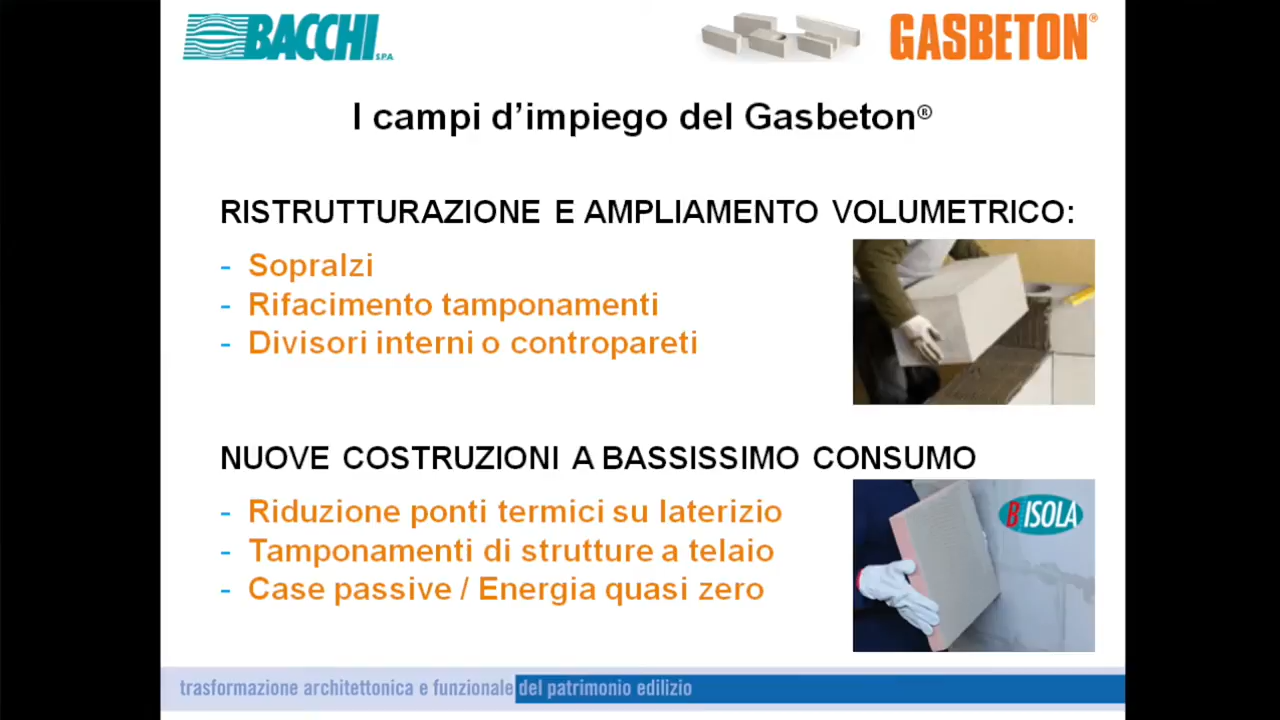 BACCHI S.P.A.
GASBETON®
I campi d'impiego del Gasbeton®
RISTRUTTURAZIONE E AMPLIAMENTO VOLUMETRICO:
- Sopralzi
- Rifacimento tamponamenti
- Divisori interni o contropareti
NUOVE COSTRUZIONI A BASSISSIMO CONSUMO
- Riduzione ponti termici su laterizio
- Tamponamenti di strutture a telaio
- Case passive / Energia quasi zero
B ISOLA
trasformazione architettonica e funzionale del patrimonio edilizio